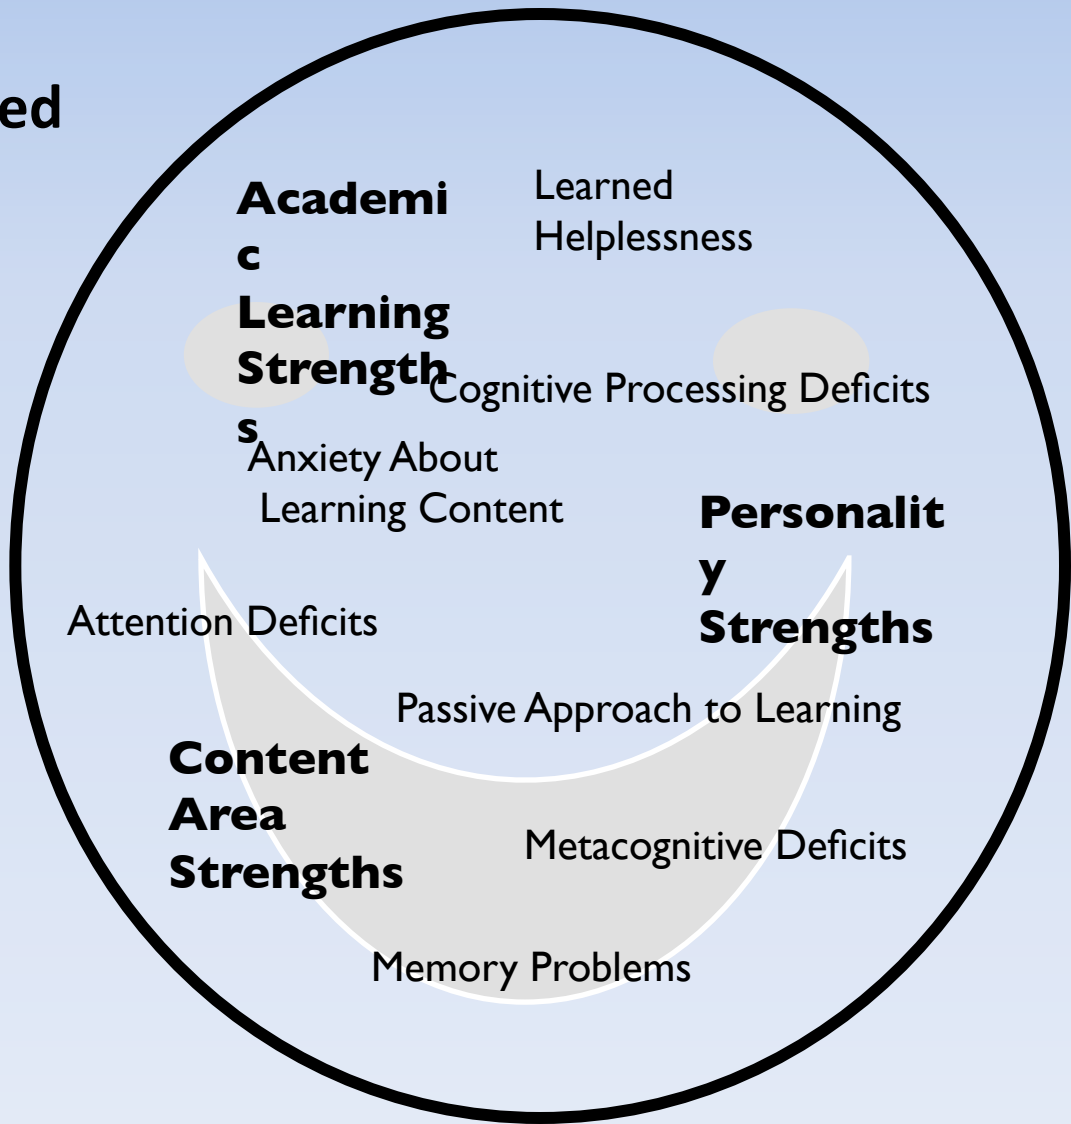 ed
Academi
c
Learning
Strength
s
Learned
Helplessness
Cognitive Processing Deficits
Anxiety About
Learning Content
Personalit
y
Strengths
Attention Deficits
Passive Approach to Learning
Content
Area
Strengths
Metacognitive Deficits
Memory Problems